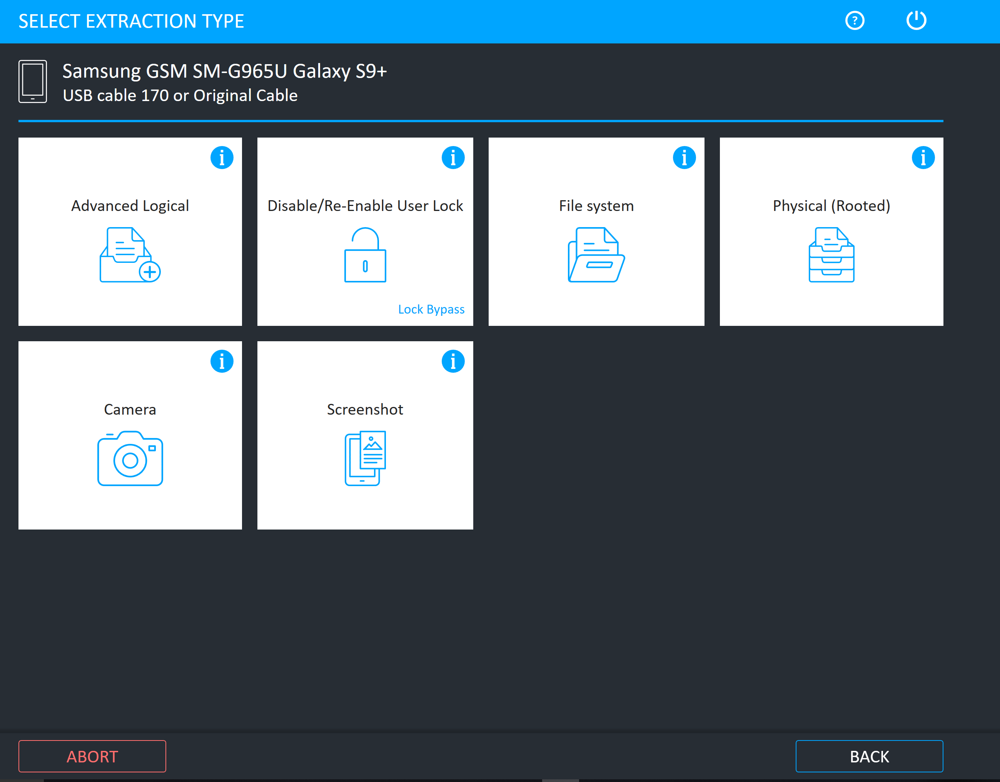 SELECT EXTRACTION TYPE
?
Samsung GSM SM-G965U Galaxy S9+
USB cable 170 or Original Cable
i
i
i
i
Advanced Logical
Disable/Re-Enable User Lock
File system
Physical (Rooted)
Lock Bypass
i
i
Camera
Screenshot
ABORT
BACK